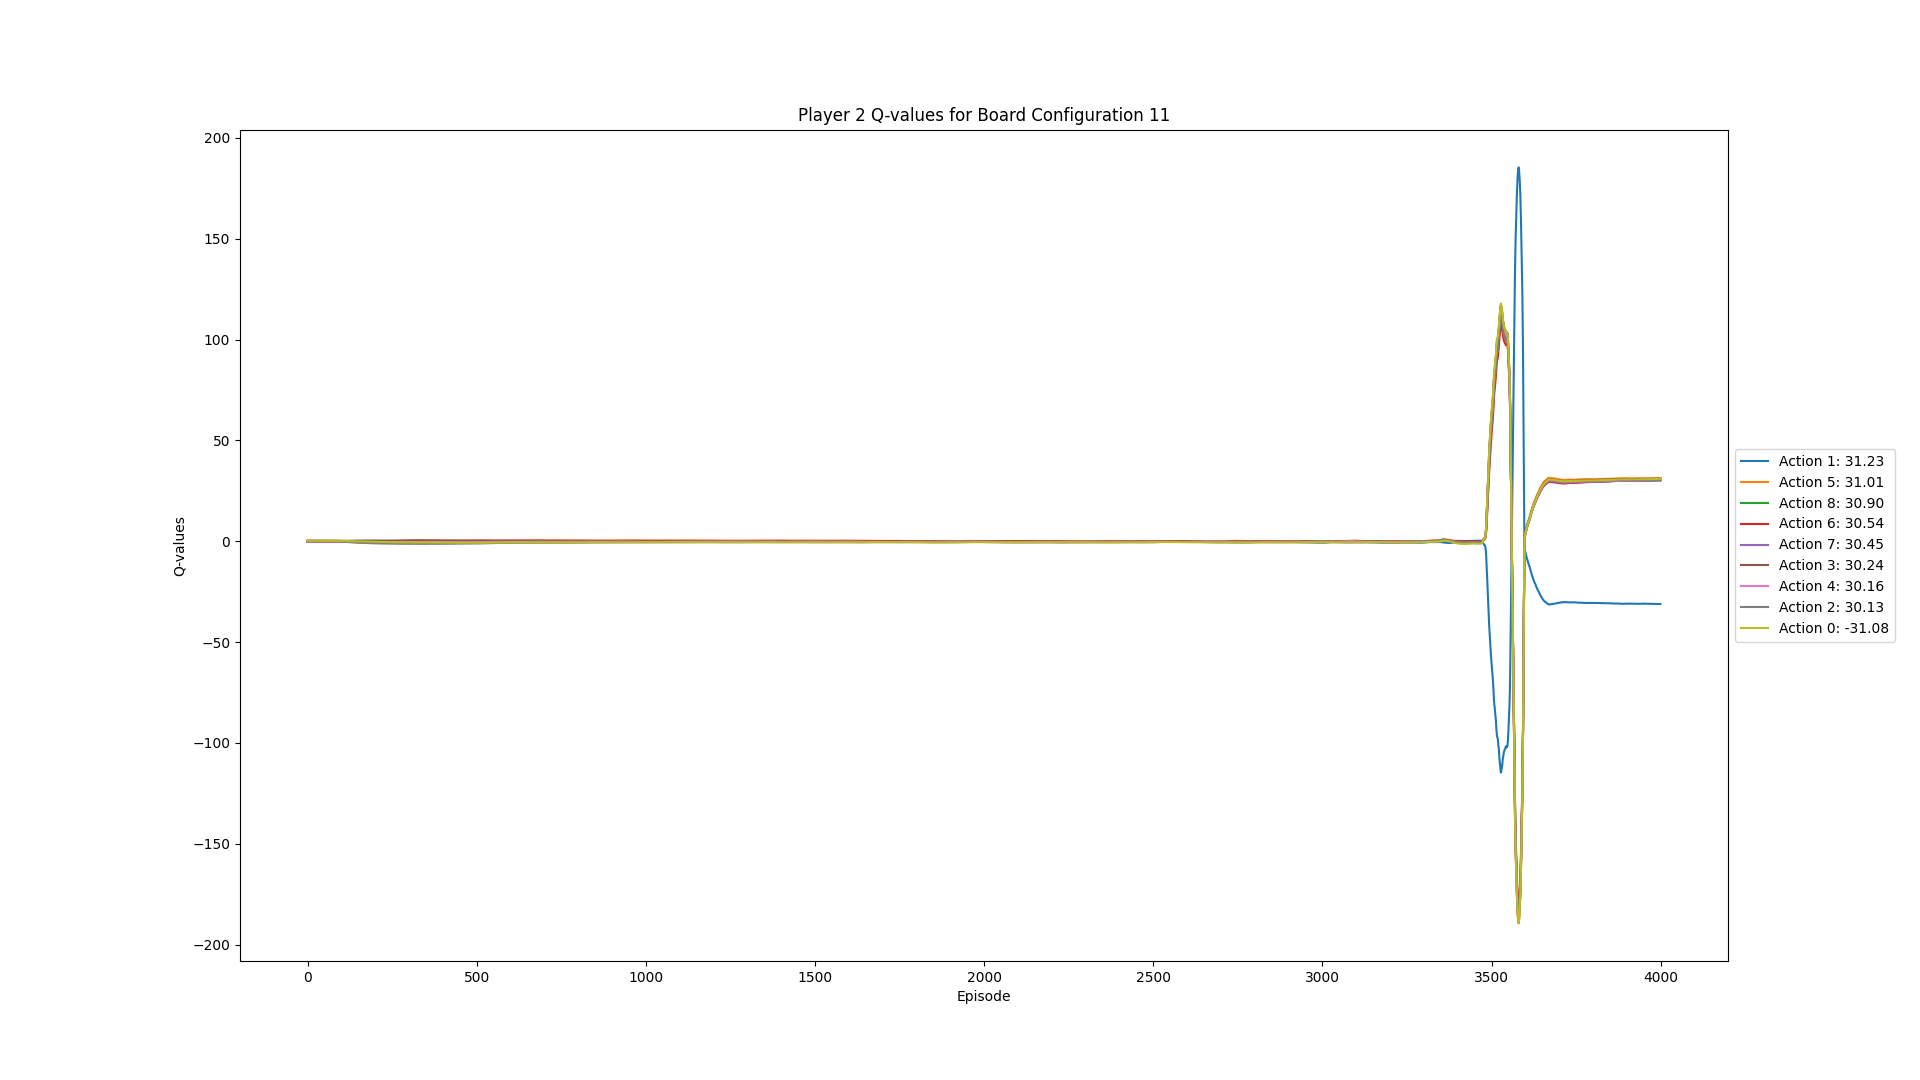 Player 2 Q-values for Board Configuration 11
200
150
100
50
0
−50
−100
−150
−200
Q-values
0
500
1000
1500
2000
2500
3000
3500
4000
Episode
Action 1: 31.23
Action 5: 31.01
Action 8: 30.90
Action 6: 30.54
Action 7: 30.45
Action 3: 30.24
Action 4: 30.16
Action 2: 30.13
Action 0: -31.08